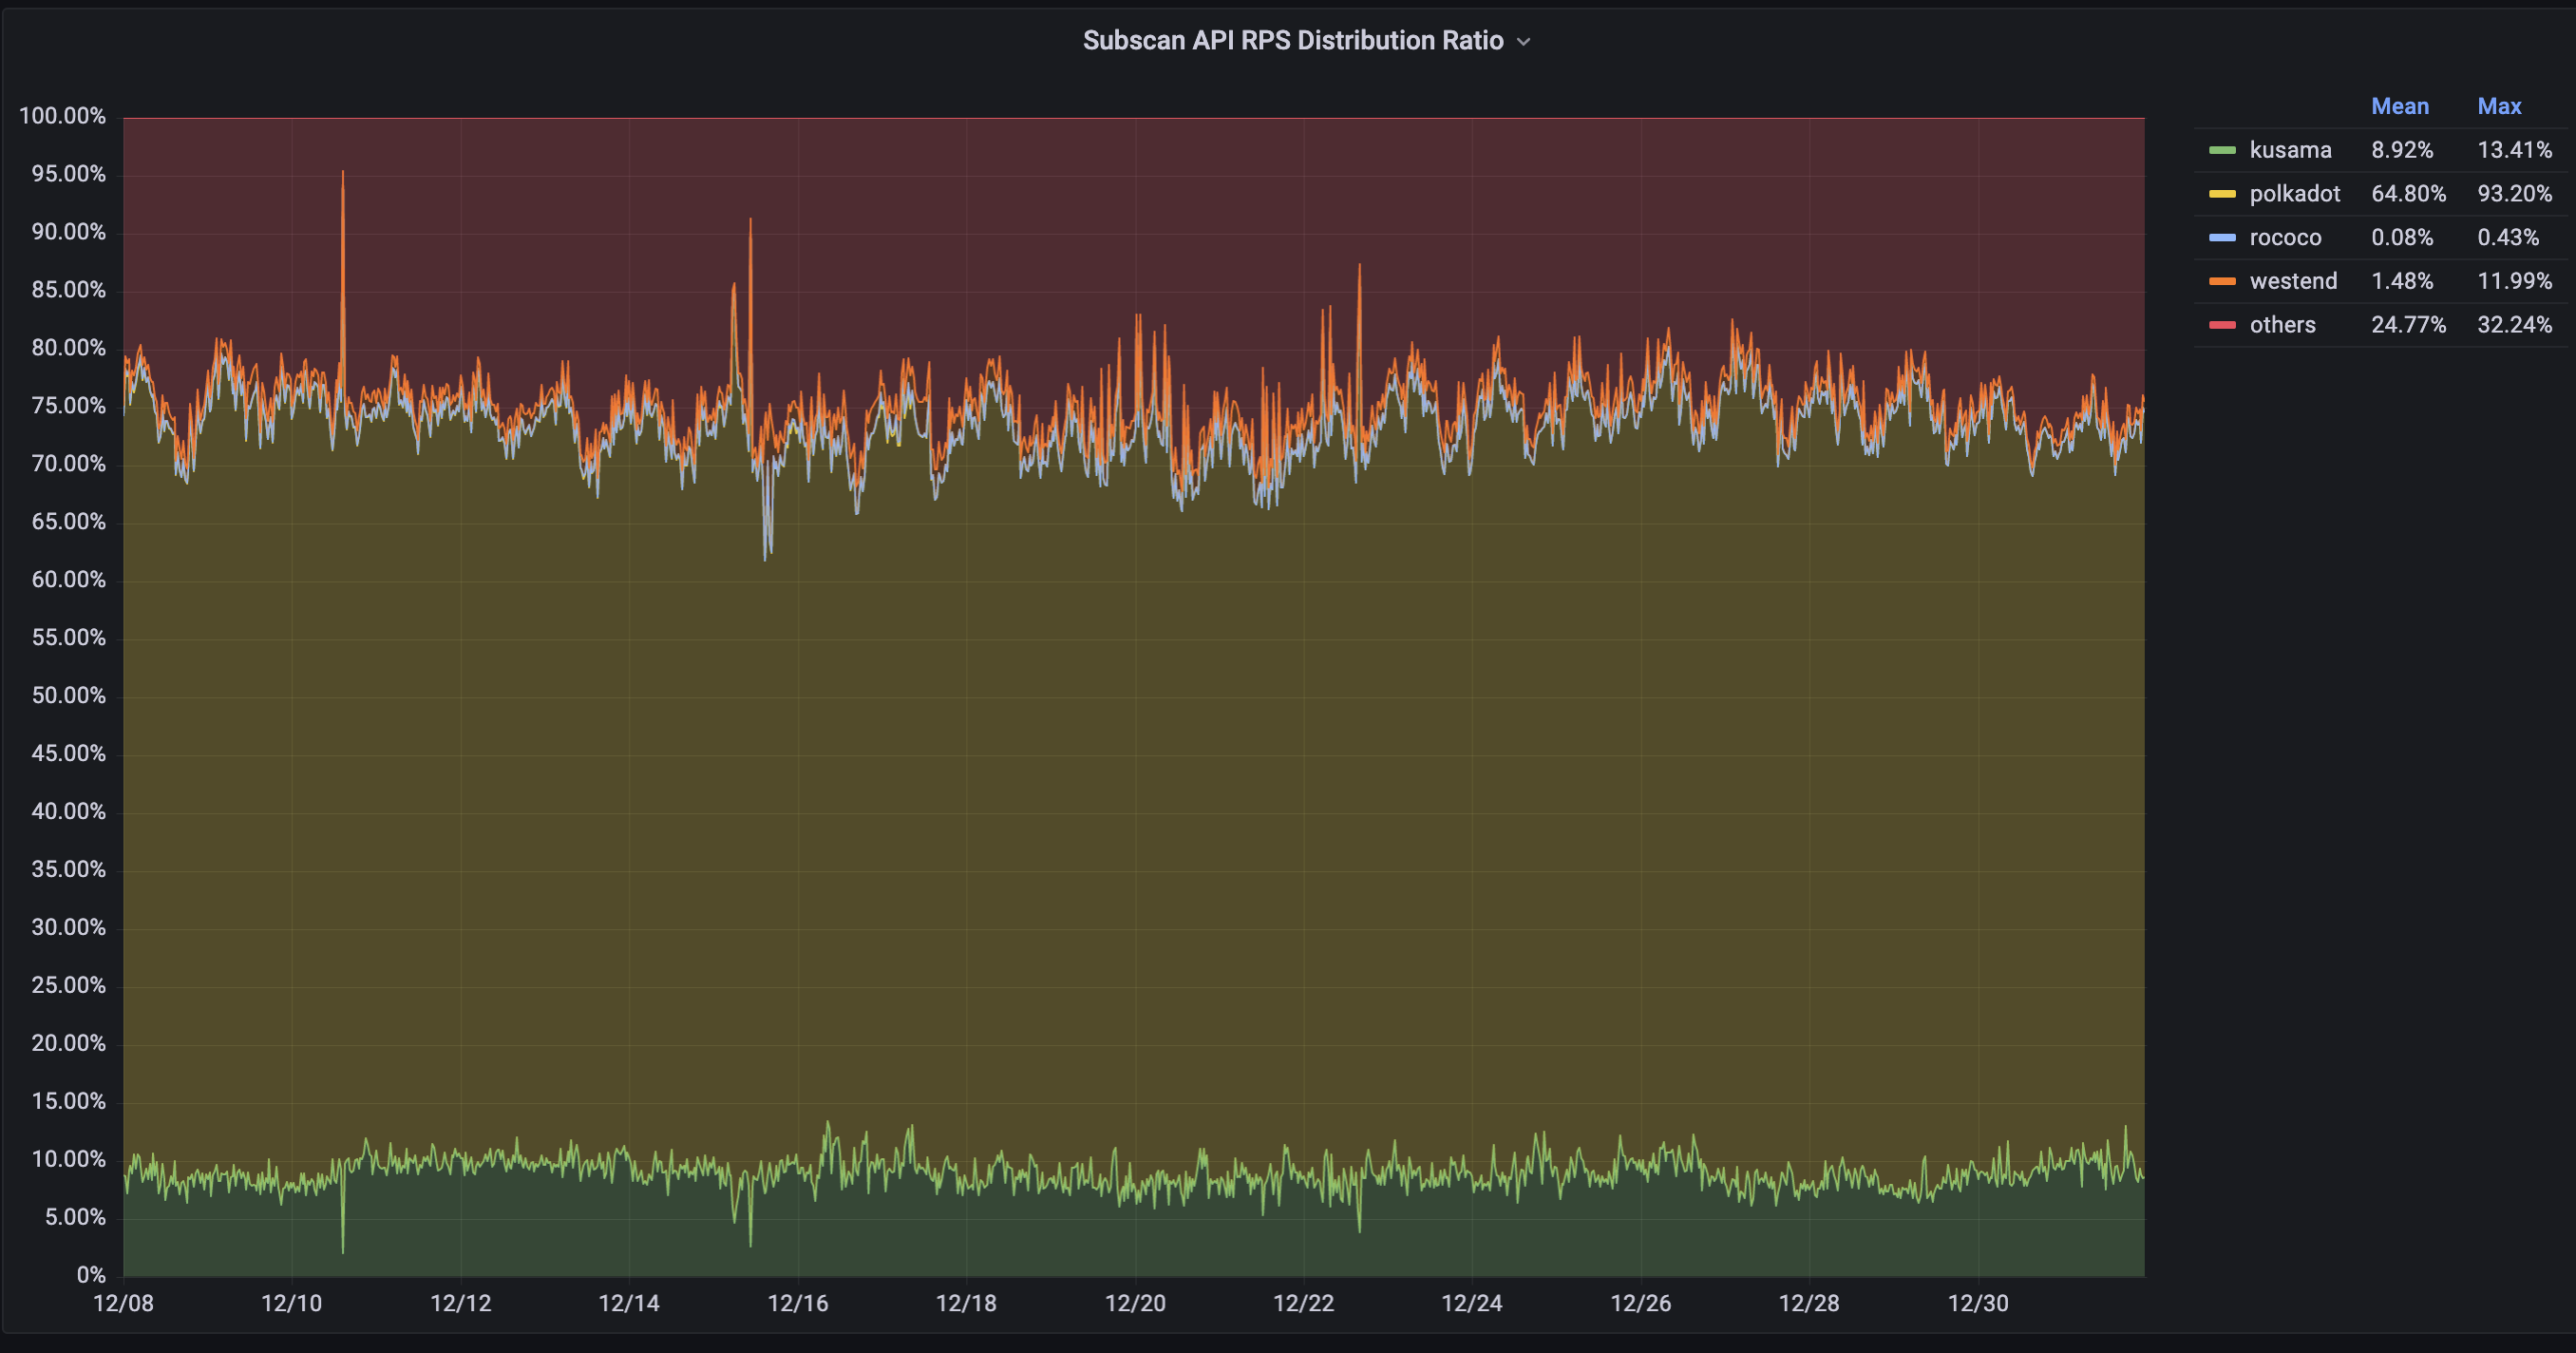 Subscan API RPS Distribution Ratio
Mean Max
kusama 8.92% 13.41%
polkadot 64.80% 93.20%
rococo 0.08% 0.43%
westend 1.48% 11.99%
others 24.77% 32.24%
100.00%
95.00%
90.00%
85.00%
80.00%
75.00%
70.00%
65.00%
60.00%
55.00%
50.00%
45.00%
40.00%
35.00%
30.00%
25.00%
20.00%
15.00%
10.00%
5.00%
0%
12/08 12/10 12/12 12/14 12/16 12/18 12/20 12/22 12/24 12/26 12/28 12/30